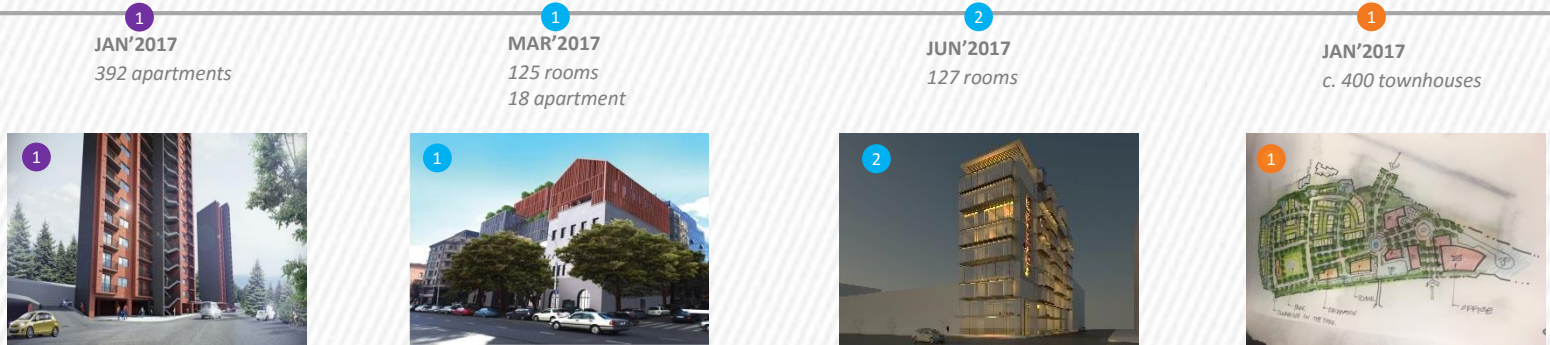 1
JAN’2017
392 apartments
1
MAR’2017
125 rooms
18 apartment
2
JUN’2017
127 rooms
1
JAN’2017
c. 400 townhouses
1
1
2
1
OFFICE